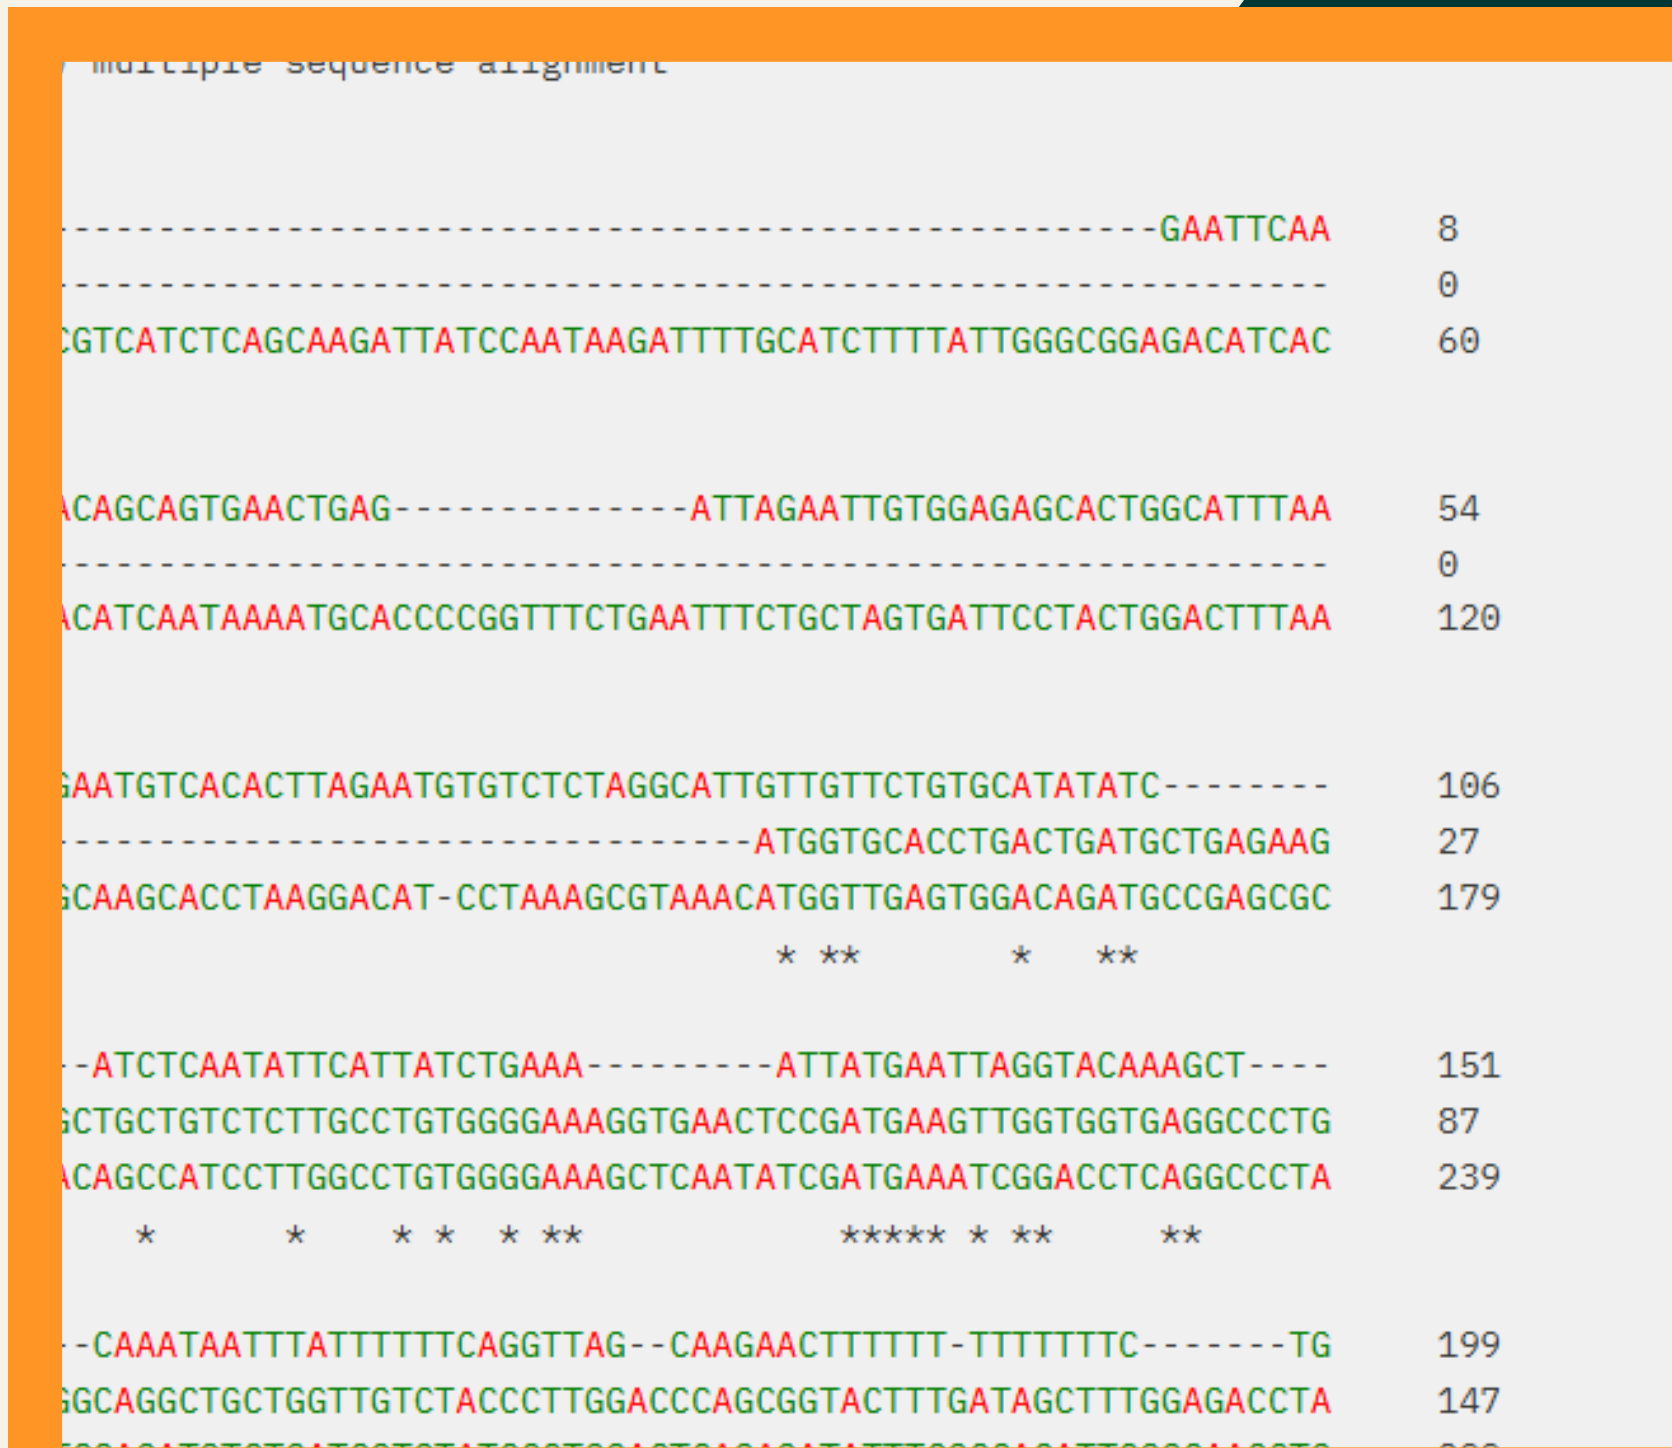 multiple sequence alignment
----------------------------------------------------GAATTCAA 8
------------------------------------------------------------ 0
CGTCATCTCAGCAAGATTATCCAATAAGATTTTGCATCTTTTATTGGGCGGAGACATCAC 60
ACAGCAGTGAACTGAG--------------ATTAGAATTGTGGAGAGCACTGGCATTTAA 54
------------------------------------------------------------ 0
ACATCAATAAAATGCACCCCGGTTTCTGAATTTCTGCTAGTGATTCCTACTGGACTTTAA 120
GAATGTCACACTTAGAATGTGTCTCTAGGCATTGTTGTTCTGTGCATATATC-------- 106
---------------------------------ATGGTGCACCTGACTGATGCTGAGAAG 27
GCAAGCACCTAAGGACAT-CCTAAAGCGTAAACATGGTTGAGTGGACAGATGCCGAGCGC 179
* ** * **
--ATCTCAATATTCATTATCTGAAA---------ATTATGAATTAGGTACAAAGCT---- 151
GCTGCTGTCTCTTGCCTGTGGGGAAAGGTGAACTCCGATGAAGTTGGTGGTGAGGCCCTG 87
ACAGCCATCCTTGGCCTGTGGGGAAAGCTCAATATCGATGAAATCGGACCTCAGGCCCTA 239
* * * * * ** ***** * ** **
--CAAATAATTTATTTTTTCAGGTTAG--CAAGAACTTTTTT-TTTTTTTC-------TG 199
GGCAGGCTGCTGGTTGTCTACCCTTGGACCCAGCGGTACTTTGATAGCTTTGGAGACCTA 147